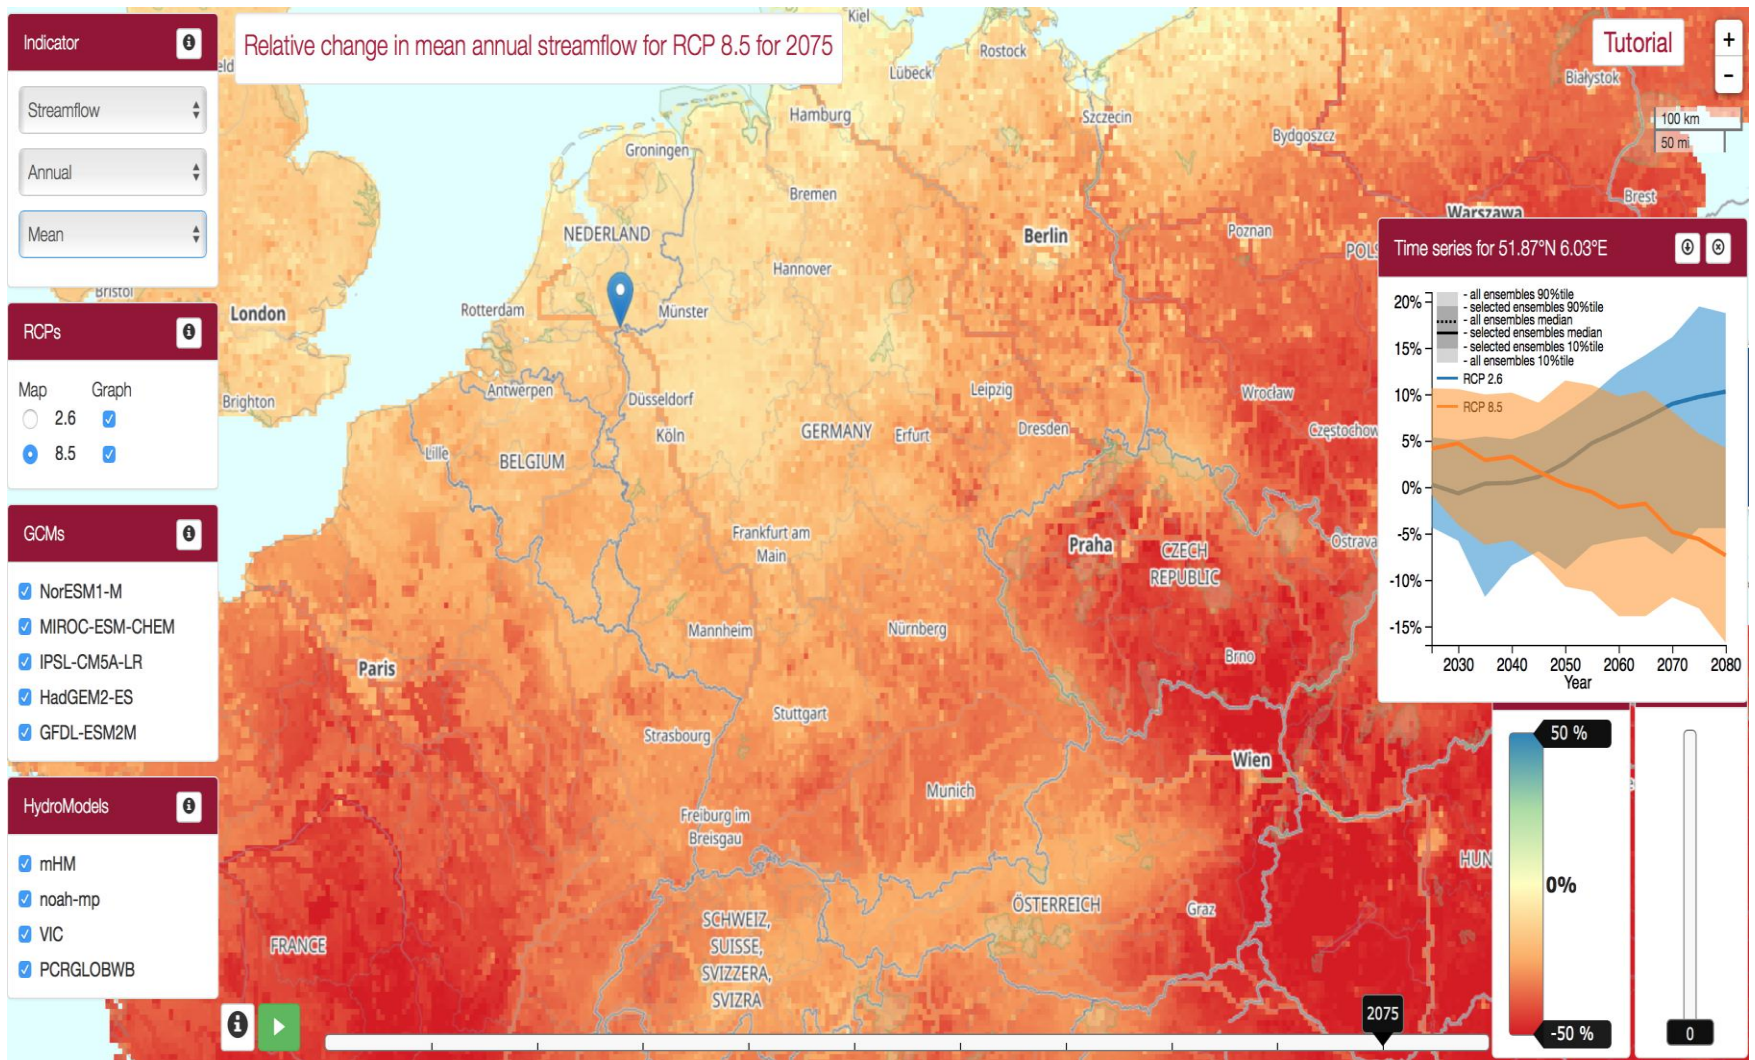 Indicator
Streamflow
Annual
Mean
RCPs
Map Graph
2.6
8.5
GCMs
NorESM1-M
MIROC-ESM-CHEM
IPSL-CM5A-LR
HadGEM2-ES
GFDL-ESM2M
HydroModels
mHM
noah-mp
VIC
PCRGLOBWB
Relative change in mean annual streamflow for RCP 8.5 for 2075
Tutorial
+
-
100 km
50 mi
Kiel
Rostock
Lübeck
Białystok
Hamburg
Szczecin
Bydgoszcz
Groningen
Bremen
Brest
Warszawa
NEDERLAND
Berlin
Poznan
Hannover
Bristol
London
Rotterdam
Münster
Brighton
Antwerpen
Düsseldorf
Leipzig
Wrocław
Köln
GERMANY
Erfurt
Dresden
Częstochow
Lille
BELGIUM
Frankfurt am
Main
Praha
CZECH
REPUBLIC
Ostrava
Mannheim
Nürnberg
Brno
Paris
Stuttgart
Strasbourg
Wien
Munich
Freiburg im
Breisgau
HUN
ÖSTERREICH
Graz
SCHWEIZ,
SUISSE,
SVIZZERA,
SVIZRA
FRANCE
Time series for 51.87°N 6.03°E
- all ensembles 90%tile
- selected ensembles 90%tile
- all ensembles median
- selected ensembles median
- selected ensembles 10%tile
- all ensembles 10%tile
RCP 2.6
RCP 8.5
20%
15%
10%
5%
0%
-5%
-10%
-15%
2030 2040 2050 2060 2070 2080
Year
50 %
0%
-50 %
0
2075